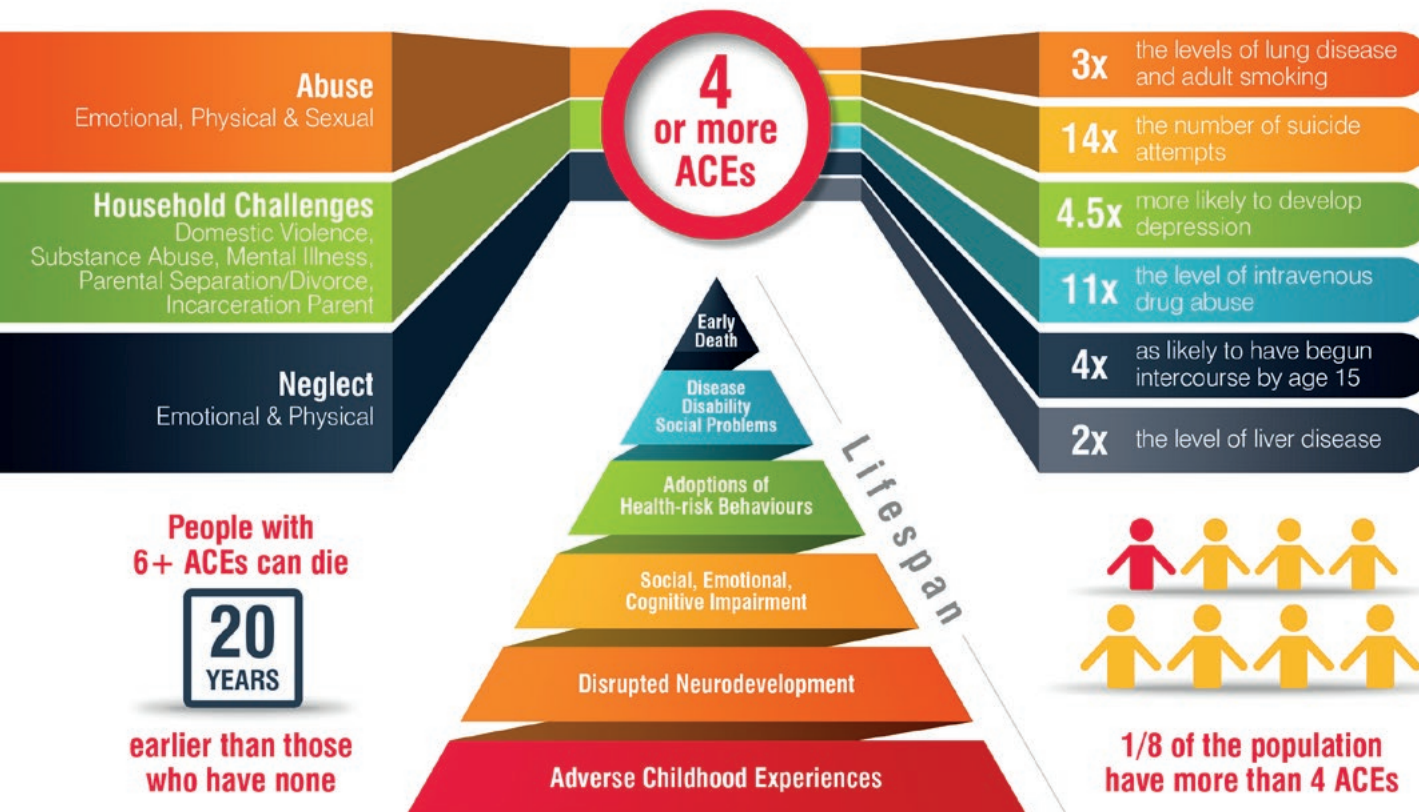 Abuse
Emotional, Physical & Sexual
Household Challenges
Domestic Violence,
Substance Abuse, Mental Illness,
Parental Separation/Divorce,
Incarceration Parent
Neglect
Emotional & Physical
4
or more
ACEs
3x
the levels of lung disease
and adult smoking
14x
the number of suicide
attempts
4.5x
more likely to develop
depression
11x
the level of intravenous
drug abuse
4x
as likely to have begun
intercourse by age 15
2x
the level of liver disease
Early
Death
Disease
Disability
Social Problems
Adoptions of
Health-risk Behaviours
Social, Emotional,
Cognitive Impairment
Disrupted Neurodevelopment
Adverse Childhood Experiences
Lifespan
People with
6+ ACEs can die
20
YEARS
earlier than those
who have none
1/8 of the population
have more than 4 ACEs